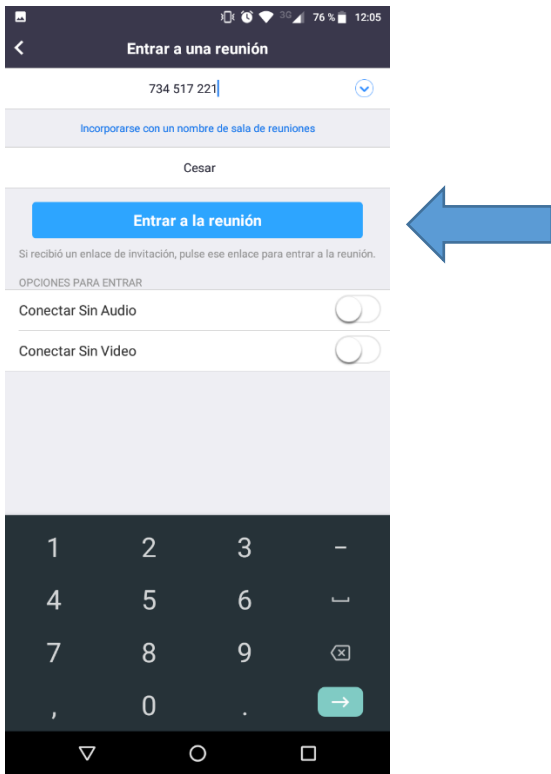 3G 76 % 12:05
Entrar a una reunión
734 517 221
Incorporarse con un nombre de sala de reuniones
Cesar
Entrar a la reunión
Si recibió un enlace de invitación, pulse ese enlace para entrar a la reunión.
OPCIONES PARA ENTRAR
Conectar Sin Audio
Conectar Sin Video
1 2 3 –
4 5 6
7 8 9
, 0 .